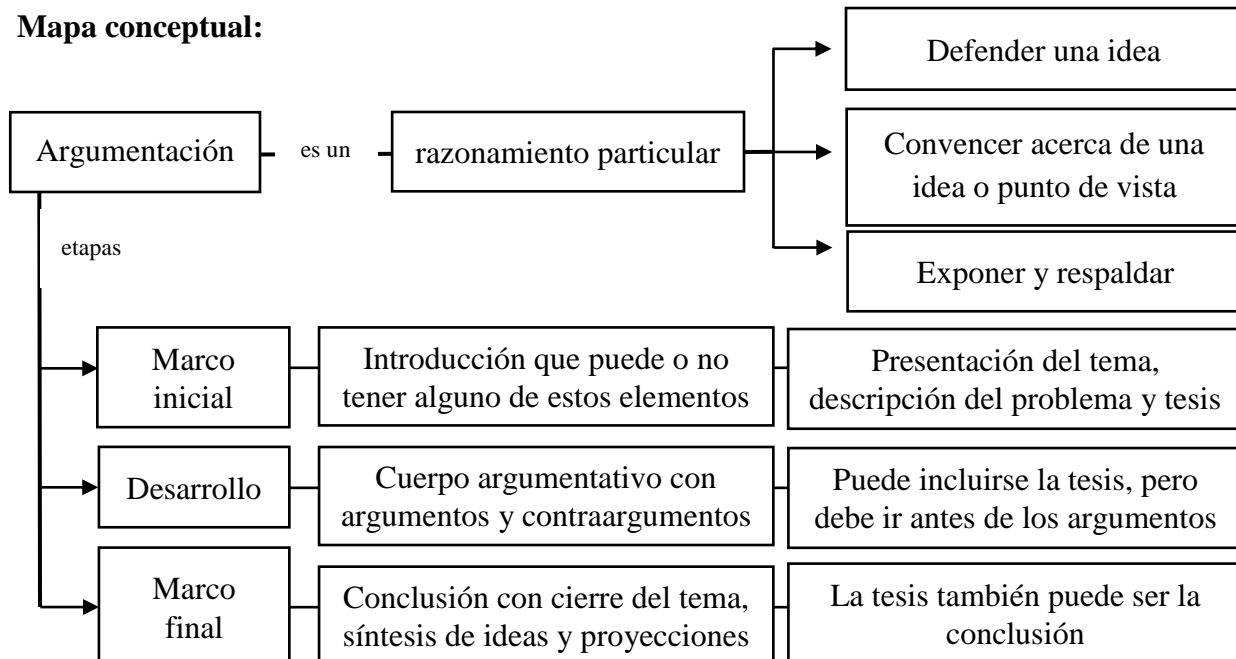 Mapa conceptual:
Defender una idea
Argumentación
es un
razonamiento particular
Convencer acerca de una
idea o punto de vista
Exponer y respaldar
etapas
Marco
inicial
Introducción que puede o no
tener alguno de estos elementos
Presentación del tema,
descripción del problema y tesis
Desarrollo
Cuerpo argumentativo con
argumentos y contraargumentos
Puede incluirse la tesis, pero
debe ir antes de los argumentos
Marco
final
Conclusión con cierre del tema,
síntesis de ideas y proyecciones
La tesis también puede ser la
conclusión